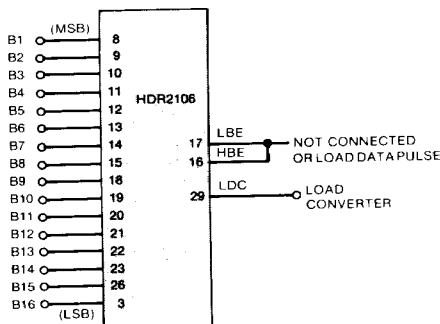 (MSB)
B1 8
B2 9
B3 10
B4 11
B5 12
B6 13
B7 14
B8 15
B9 18
B10 19
B11 20
B12 21
B13 22
B14 23
B15 26
B16 3
(LSB)
HDR2106
17 LBE
16 HBE
NOT CONNECTED
OR LOAD DATA PULSE
29 LDC
LOAD
CONVERTER